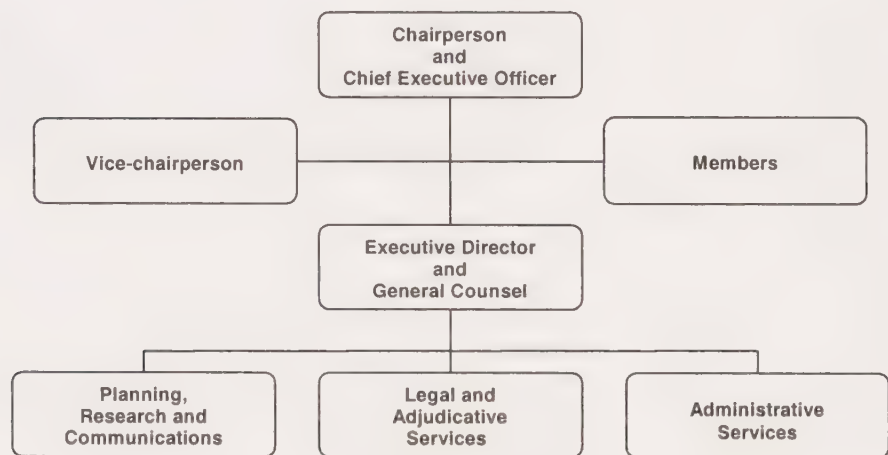 Chairperson
and
Chief Executive Officer
Vice-chairperson
Members
Executive Director
and
General Counsel
Planning,
Research and
Communications
Legal and
Adjudicative
Services
Administrative
Services